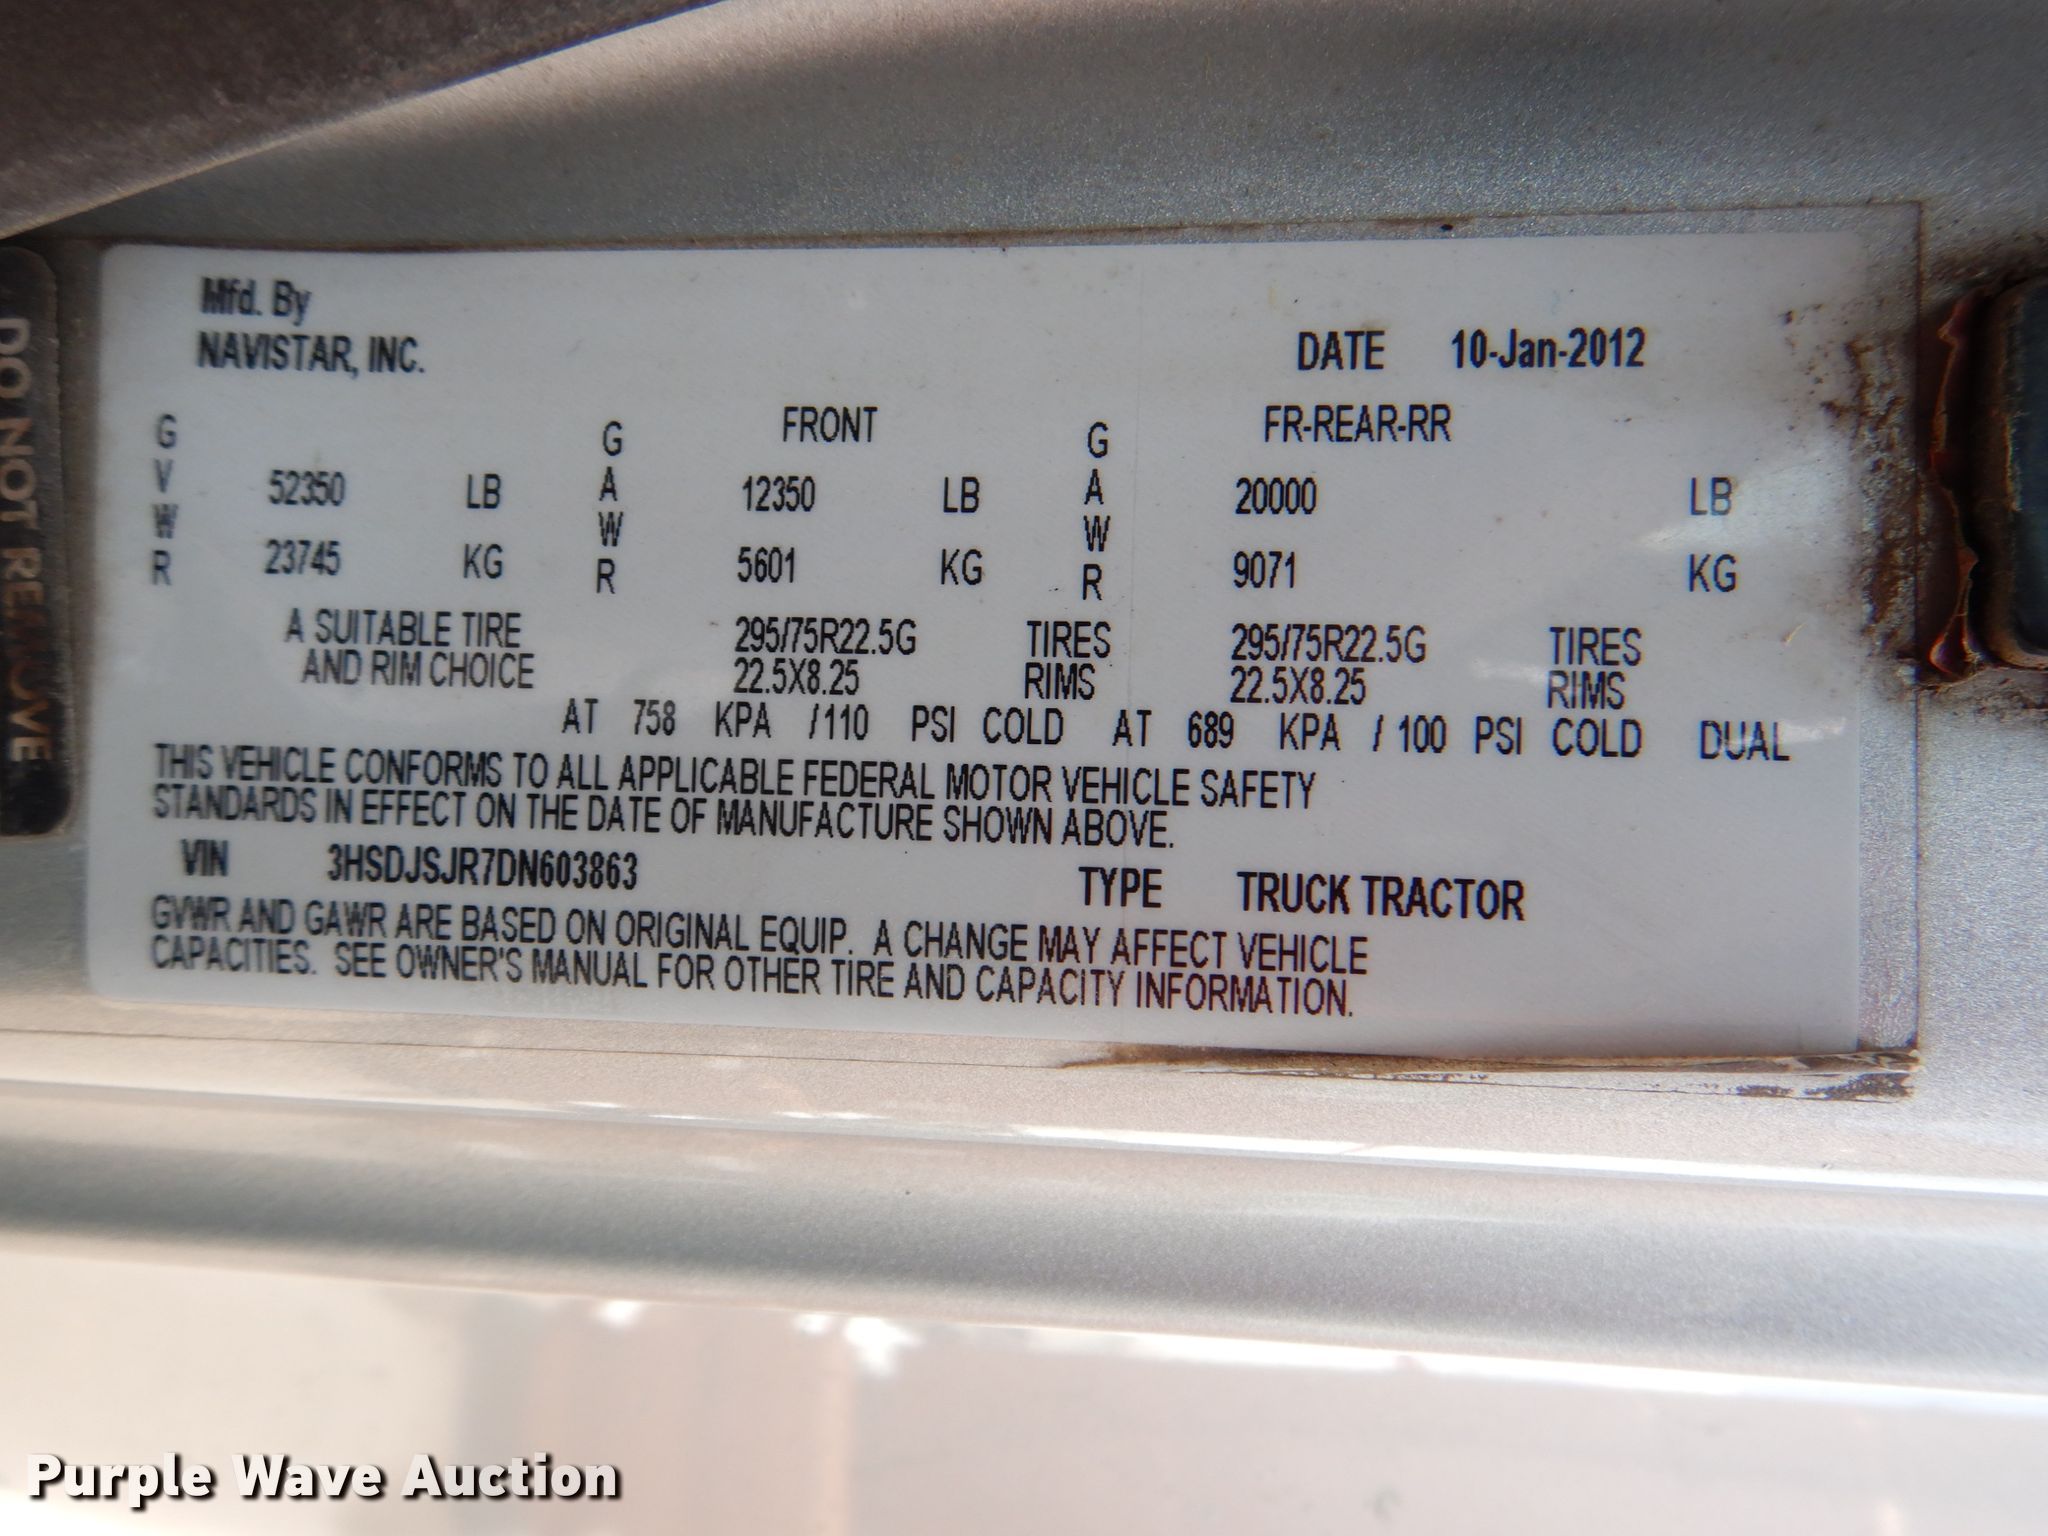 Mfd. By
NAVISTAR, INC.
DATE 10-Jan-2012
FRONT FR-REAR-RR
GVWR 52350 LB GAWR 12350 LB GAWR 20000 LB
23745 KG 5601 KG 9071 KG
A SUITABLE TIRE 295/75R22.5G TIRES 295/75R22.5G TIRES
AND RIM CHOICE 22.5X8.25 RIMS 22.5X8.25 RIMS
AT 758 KPA /110 PSI COLD AT 689 KPA / 100 PSI COLD DUAL
THIS VEHICLE CONFORMS TO ALL APPLICABLE FEDERAL MOTOR VEHICLE SAFETY
STANDARDS IN EFFECT ON THE DATE OF MANUFACTURE SHOWN ABOVE.
VIN 3HSDJSJR7DN603863 TYPE TRUCK TRACTOR
GVWR AND GAWR ARE BASED ON ORIGINAL EQUIP. A CHANGE MAY AFFECT VEHICLE
CAPACITIES. SEE OWNER'S MANUAL FOR OTHER TIRE AND CAPACITY INFORMATION.
DO NOT REMOVE
Purple Wave Auction